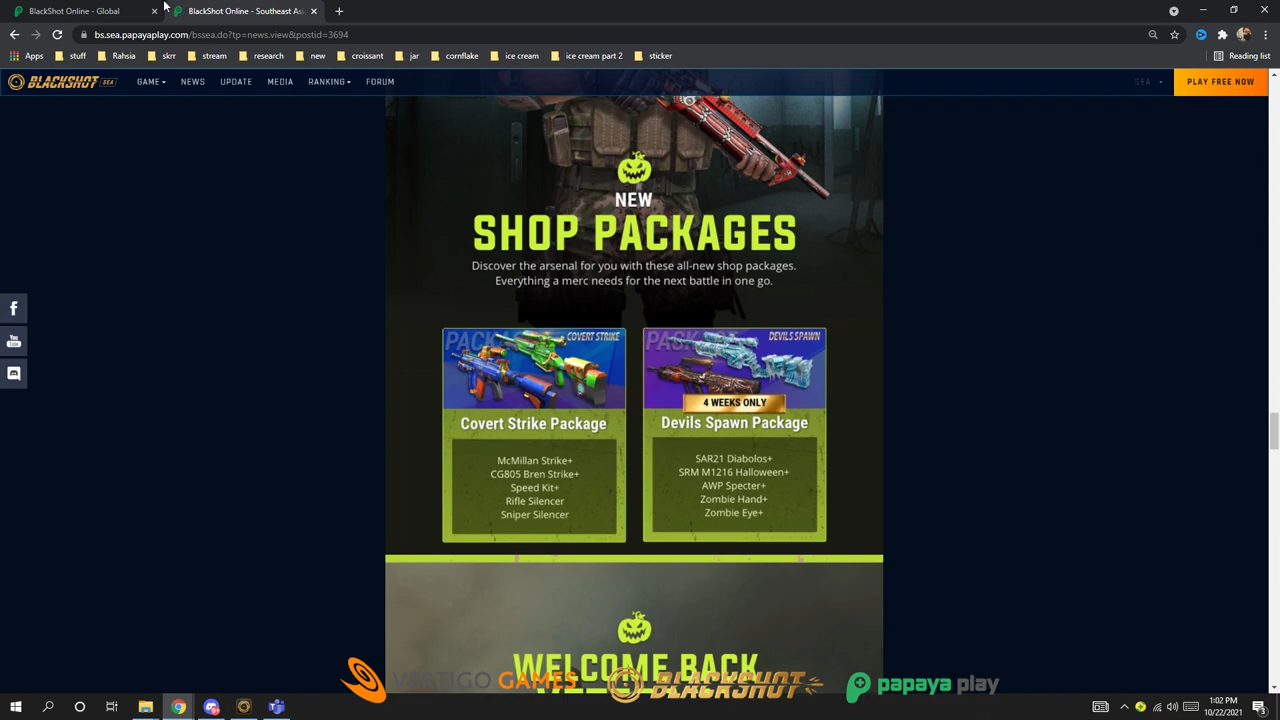 BlackShot Online - Global
BlackShot Online - Southeast As
bs.sea.papayaplay.com/bssea.do?tp=news.view&postid=3694
Apps stuff Rahsia skrr stream research new croissant jar cornflake ice cream ice cream part 2 sticker Reading list
BLACKSHOT SEA GAME NEWS UPDATE MEDIA RANKING FORUM SEA PLAY FREE NOW
NEW
SHOP PACKAGES
Discover the arsenal for you with these all-new shop packages.
Everything a merc needs for the next battle in one go.
PACKAGE COVERT STRIKE
Covert Strike Package
McMillan Strike+
CG805 Bren Strike+
Speed Kit+
Rifle Silencer
Sniper Silencer
PACKAGE DEVILS SPAWN
4 WEEKS ONLY
Devils Spawn Package
SAR21 Diabolos+
SRM M1216 Halloween+
AWP Specter+
Zombie Hand+
Zombie Eye+
WELCOME BACK
VERTIGO GAMES BLACKSHOT papaya play
1:02 PM
10/22/2021
3